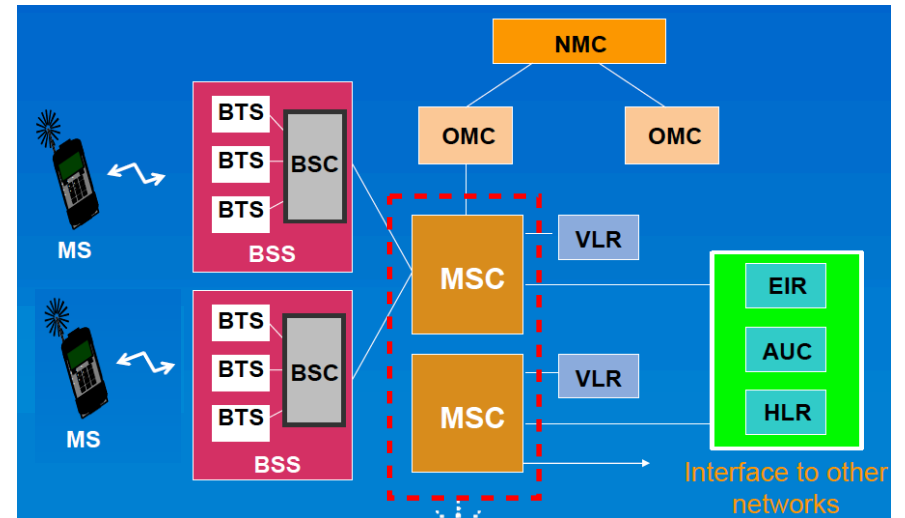 NMC
OMC
OMC
BTS
BTS
BTS
BSC
BSS
MS
MSC
VLR
EIR
AUC
HLR
BTS
BTS
BTS
BSC
BSS
MS
MSC
VLR
Interface to other
networks